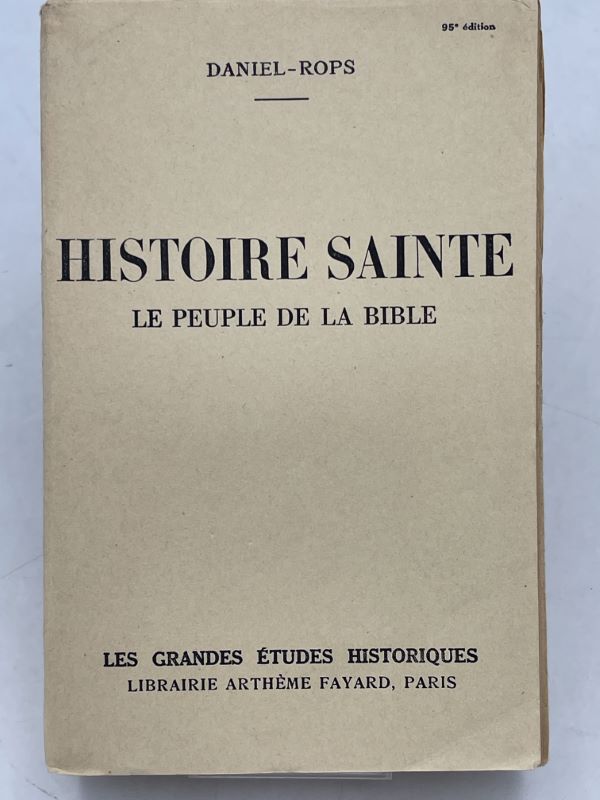 95e édition
DANIEL-ROPS
HISTOIRE SAINTE
LE PEUPLE DE LA BIBLE
LES GRANDES ÉTUDES HISTORIQUES
LIBRAIRIE ARTHÈME FAYARD, PARIS